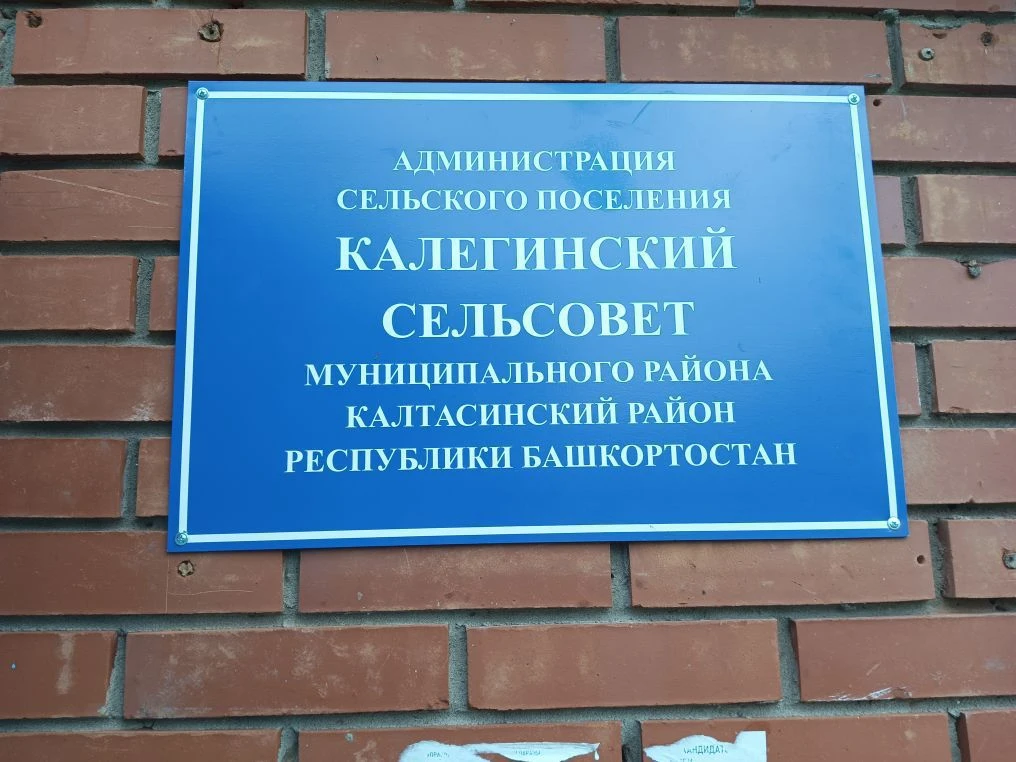 АДМИНИСТРАЦИЯ
СЕЛЬСКОГО ПОСЕЛЕНИЯ
КАЛЕГИНСКИЙ
СЕЛЬСОВЕТ
МУНИЦИПАЛЬНОГО РАЙОНА
КАЛТАСИНСКИЙ РАЙОН
РЕСПУБЛИКИ БАШКОРТОСТАН